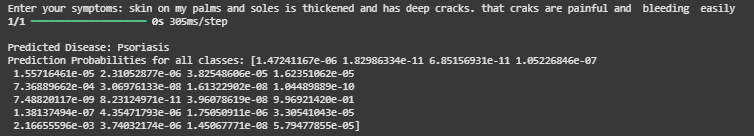 Enter your symptoms: skin on my palms and soles is thickened and has deep cracks. that craks are painful and  bleeding  easily
1/1 ━━━━━━━━━━━━━━━━━━━━ 0s 305ms/step
Predicted Disease: Psoriasis
Prediction Probabilities for all classes: [1.47241167e-06 1.82986334e-11 6.85156931e-11 1.05226846e-07
1.55716461e-05 2.31052877e-06 3.82548606e-05 1.62351062e-05
7.36889662e-04 3.06976133e-08 1.61322902e-08 1.04489889e-10
7.48820117e-09 8.23124971e-11 3.96078619e-08 9.96921420e-01
1.38137494e-07 4.35471793e-06 1.75050911e-06 3.30541043e-05
2.16655596e-03 3.74032174e-06 1.45067771e-08 5.79477855e-05]